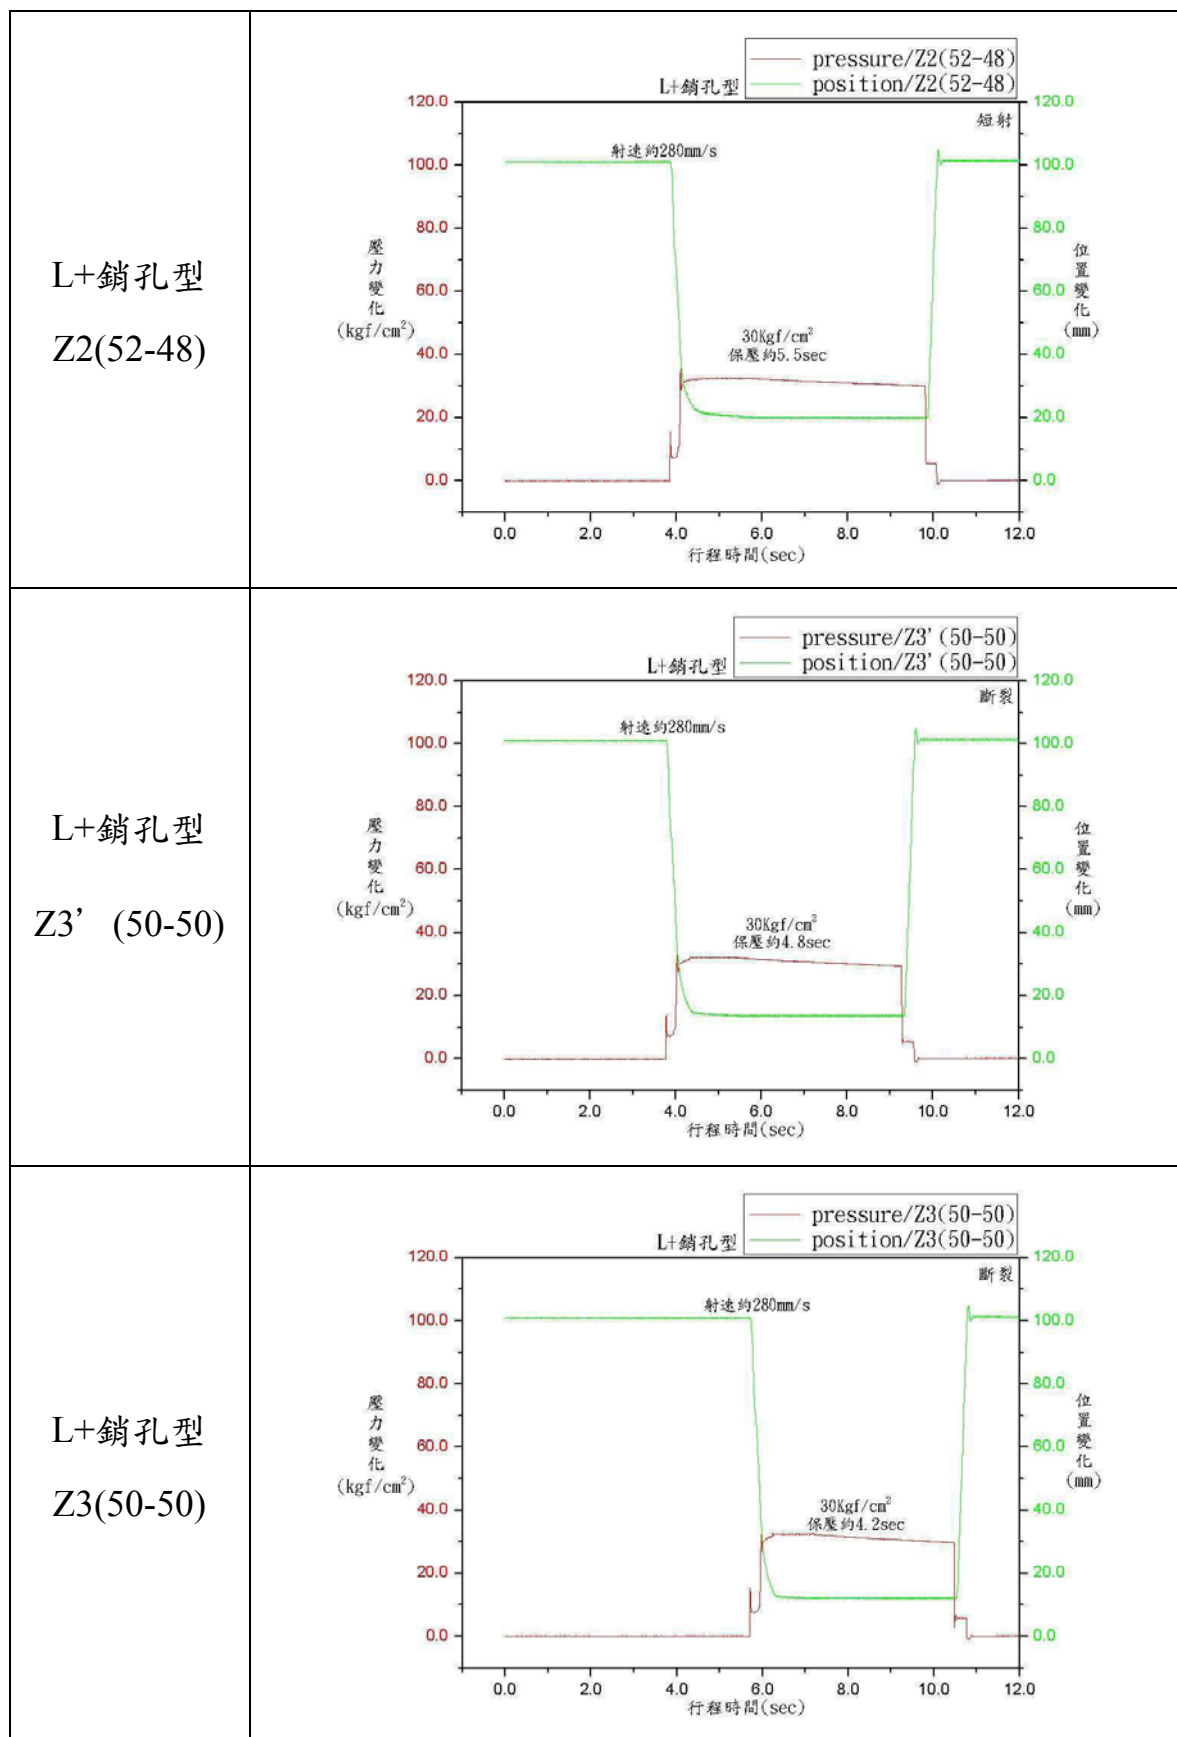 L+銷孔型
Z2(52-48)
pressure/Z2(52-48)
L+銷孔型
position/Z2(52-48)
120.0
120.0
短射
射速約280mm/s
100.0
100.0
80.0
80.0
壓力變化
(kgf/cm²)
位置變化
(mm)
60.0
60.0
30Kgf/cm²
保壓約5.5sec
40.0
40.0
20.0
20.0
0.0
0.0
0.0 2.0 4.0 6.0 8.0 10.0 12.0
行程時間(sec)
L+銷孔型
Z3’ (50-50)
pressure/Z3'(50-50)
L+銷孔型
position/Z3'(50-50)
120.0
120.0
斷裂
射速約280mm/s
100.0
100.0
80.0
80.0
壓力變化
(kgf/cm²)
位置變化
(mm)
60.0
60.0
30Kgf/cm²
保壓約4.8sec
40.0
40.0
20.0
20.0
0.0
0.0
0.0 2.0 4.0 6.0 8.0 10.0 12.0
行程時間(sec)
L+銷孔型
Z3(50-50)
pressure/Z3(50-50)
L+銷孔型
position/Z3(50-50)
120.0
120.0
斷裂
射速約280mm/s
100.0
100.0
80.0
80.0
壓力變化
(kgf/cm²)
位置變化
(mm)
60.0
60.0
30Kgf/cm²
保壓約4.2sec
40.0
40.0
20.0
20.0
0.0
0.0
0.0 2.0 4.0 6.0 8.0 10.0 12.0
行程時間(sec)